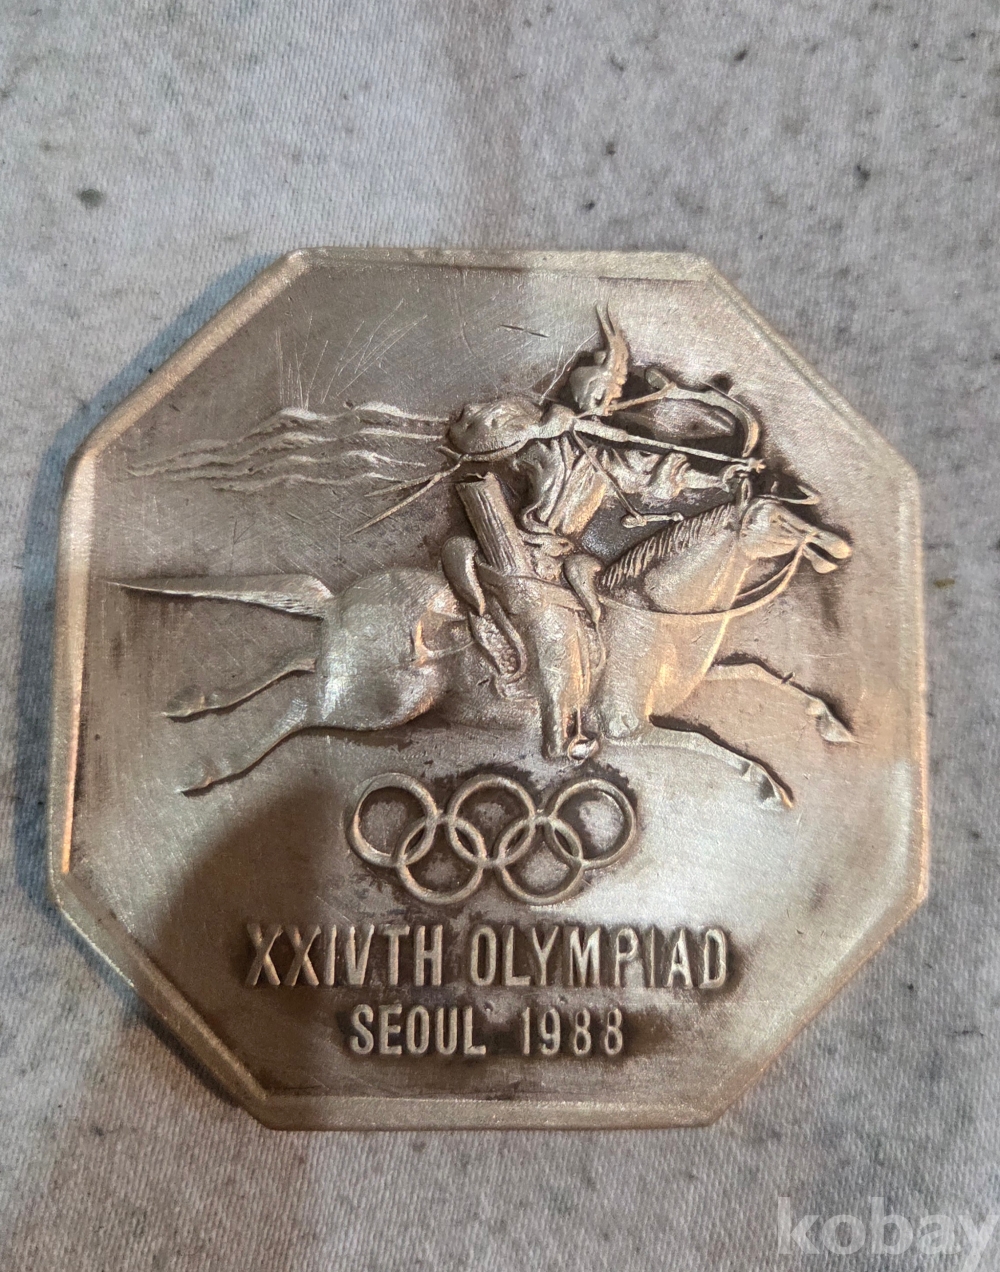 XXIVTH OLYMPIAD
SEOUL 1988
kobay